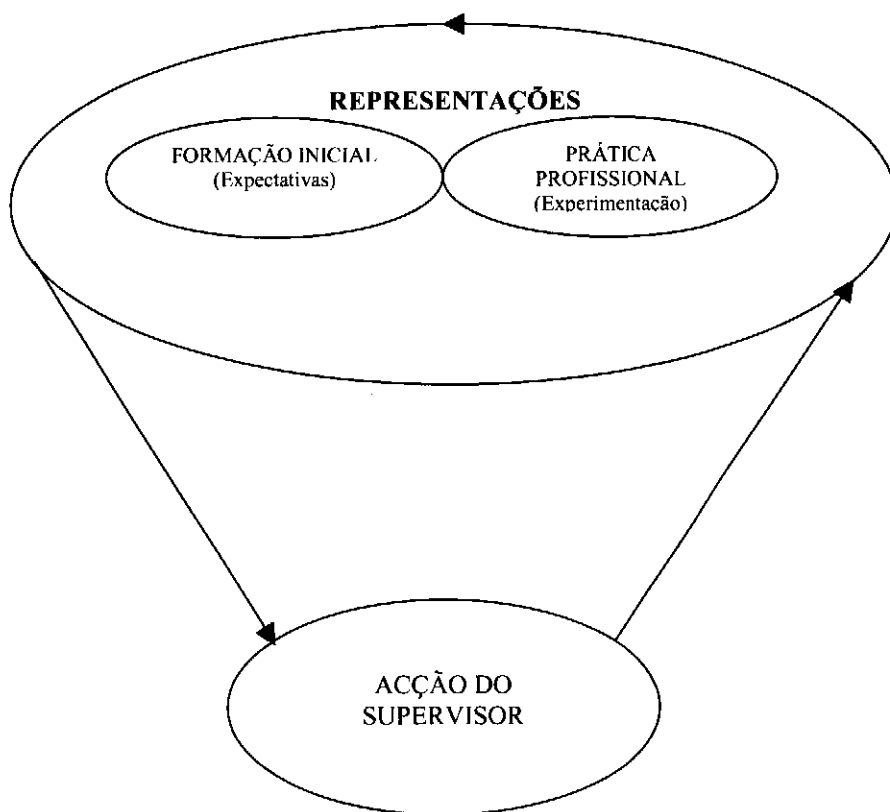 REPRESENTAÇÕES
FORMAÇÃO INICIAL
(Expectativas)
PRÁTICA
PROFISSIONAL
(Experimentação)
ACÇÃO DO
SUPERVISOR